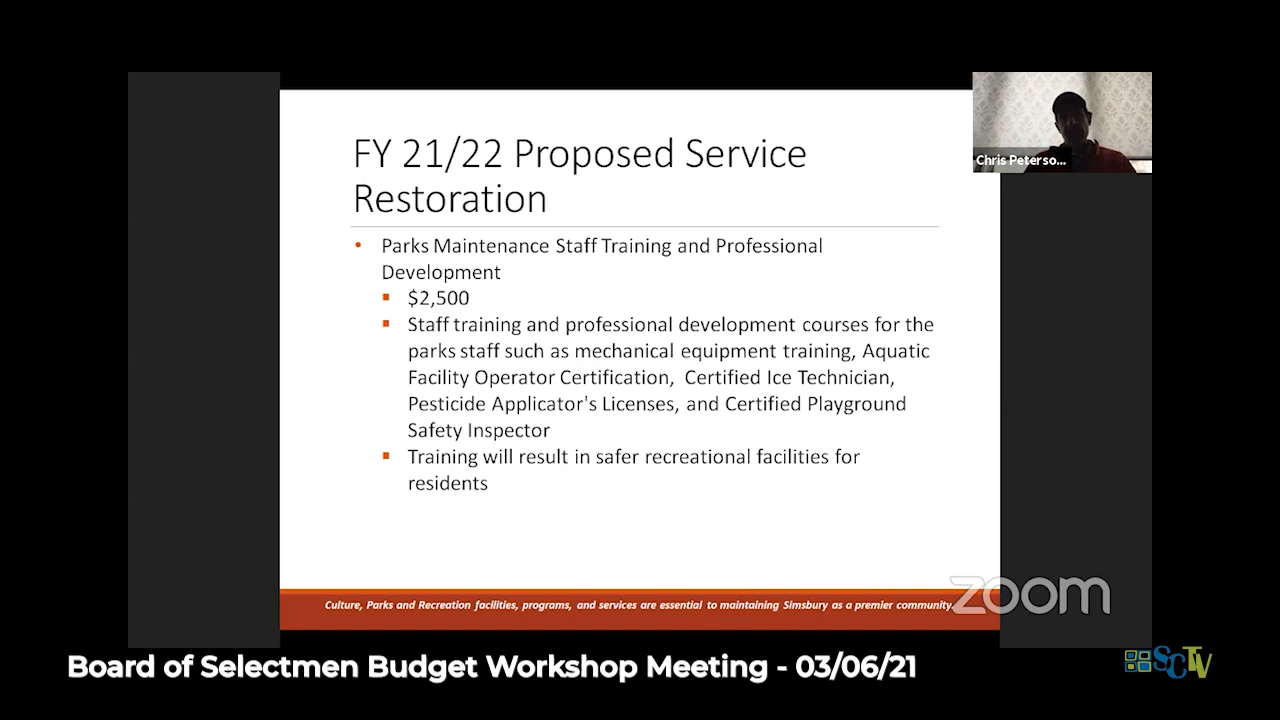 FY 21/22 Proposed Service
Restoration
Chris Peterso...
• Parks Maintenance Staff Training and Professional
Development
▪ $2,500
▪ Staff training and professional development courses for the
parks staff such as mechanical equipment training, Aquatic
Facility Operator Certification, Certified Ice Technician,
Pesticide Applicator's Licenses, and Certified Playground
Safety Inspector
▪ Training will result in safer recreational facilities for
residents
Culture, Parks and Recreation facilities, programs, and services are essential to maintaining Simsbury as a premier community.
zoom
Board of Selectmen Budget Workshop Meeting - 03/06/21
SCTV